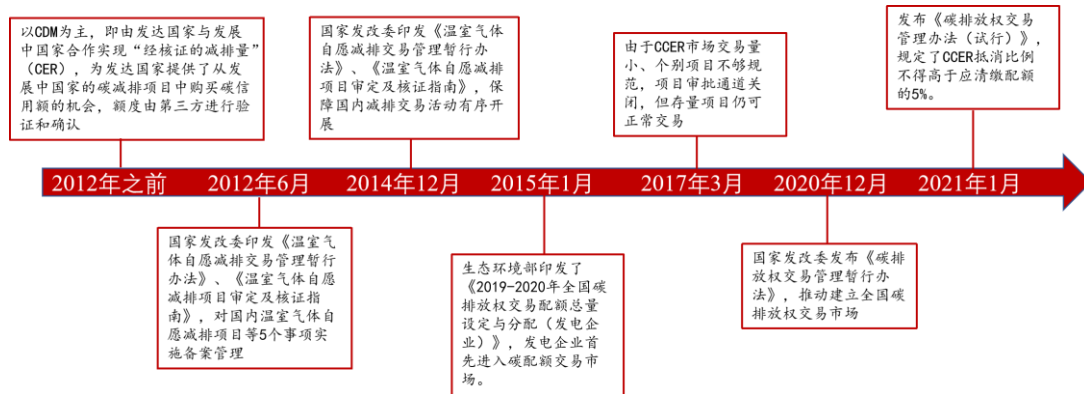 以CDM为主，即由发达国家与发展
中国家合作实现“经核证的减排量”
（CER），为发达国家提供了从发
展中国家的碳减排项目中购买碳信
用额的机会，额度由第三方进行验
证和确认
国家发改委印发《温室气体
自愿减排交易管理暂行办
法》、《温室气体自愿减排
项目审定及核证指南》，保
障国内减排交易活动有序开
展
由于CCER市场交易量
小、个别项目不够规
范，项目审批通道关
闭，但存量项目仍可
正常交易
发布《碳排放权交易
管理办法（试行）》，
规定了CCER抵消比例
不得高于应清缴配额
的5%。
2012年之前
2012年6月
2014年12月
2015年1月
2017年3月
2020年12月
2021年1月
国家发改委印发《温室气
体自愿减排交易管理暂行
办法》、《温室气体自愿
减排项目审定及核证指
南》，对国内温室气体自
愿减排项目等5个事项实
施备案管理
生态环境部印发了
《2019-2020年全国碳
排放权交易配额总量
设定与分配（发电企
业）》，发电企业首
先进入碳配额交易市
场。
国家发改委发布《碳排
放权交易管理暂行办
法》，推动建立全国碳
排放权交易市场